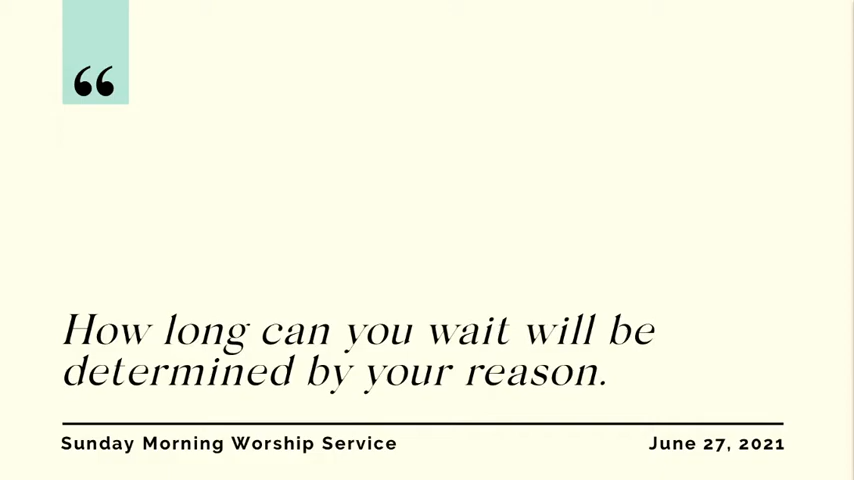 “
How long can you wait will be
determined by your reason.
Sunday Morning Worship Service
June 27, 2021